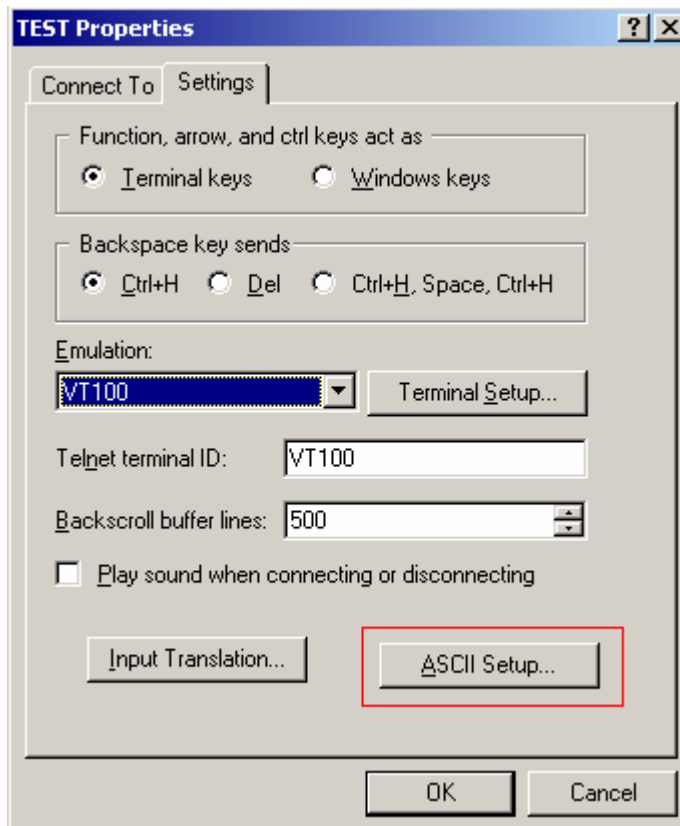 TEST Properties
Connect To Settings
Function, arrow, and ctrl keys act as
Terminal keys Windows keys
Backspace key sends
Ctrl+H Del Ctrl+H, Space, Ctrl+H
Emulation:
VT100 Terminal Setup...
Telnet terminal ID: VT100
Backscroll buffer lines: 500
Play sound when connecting or disconnecting
Input Translation... ASCII Setup...
OK Cancel